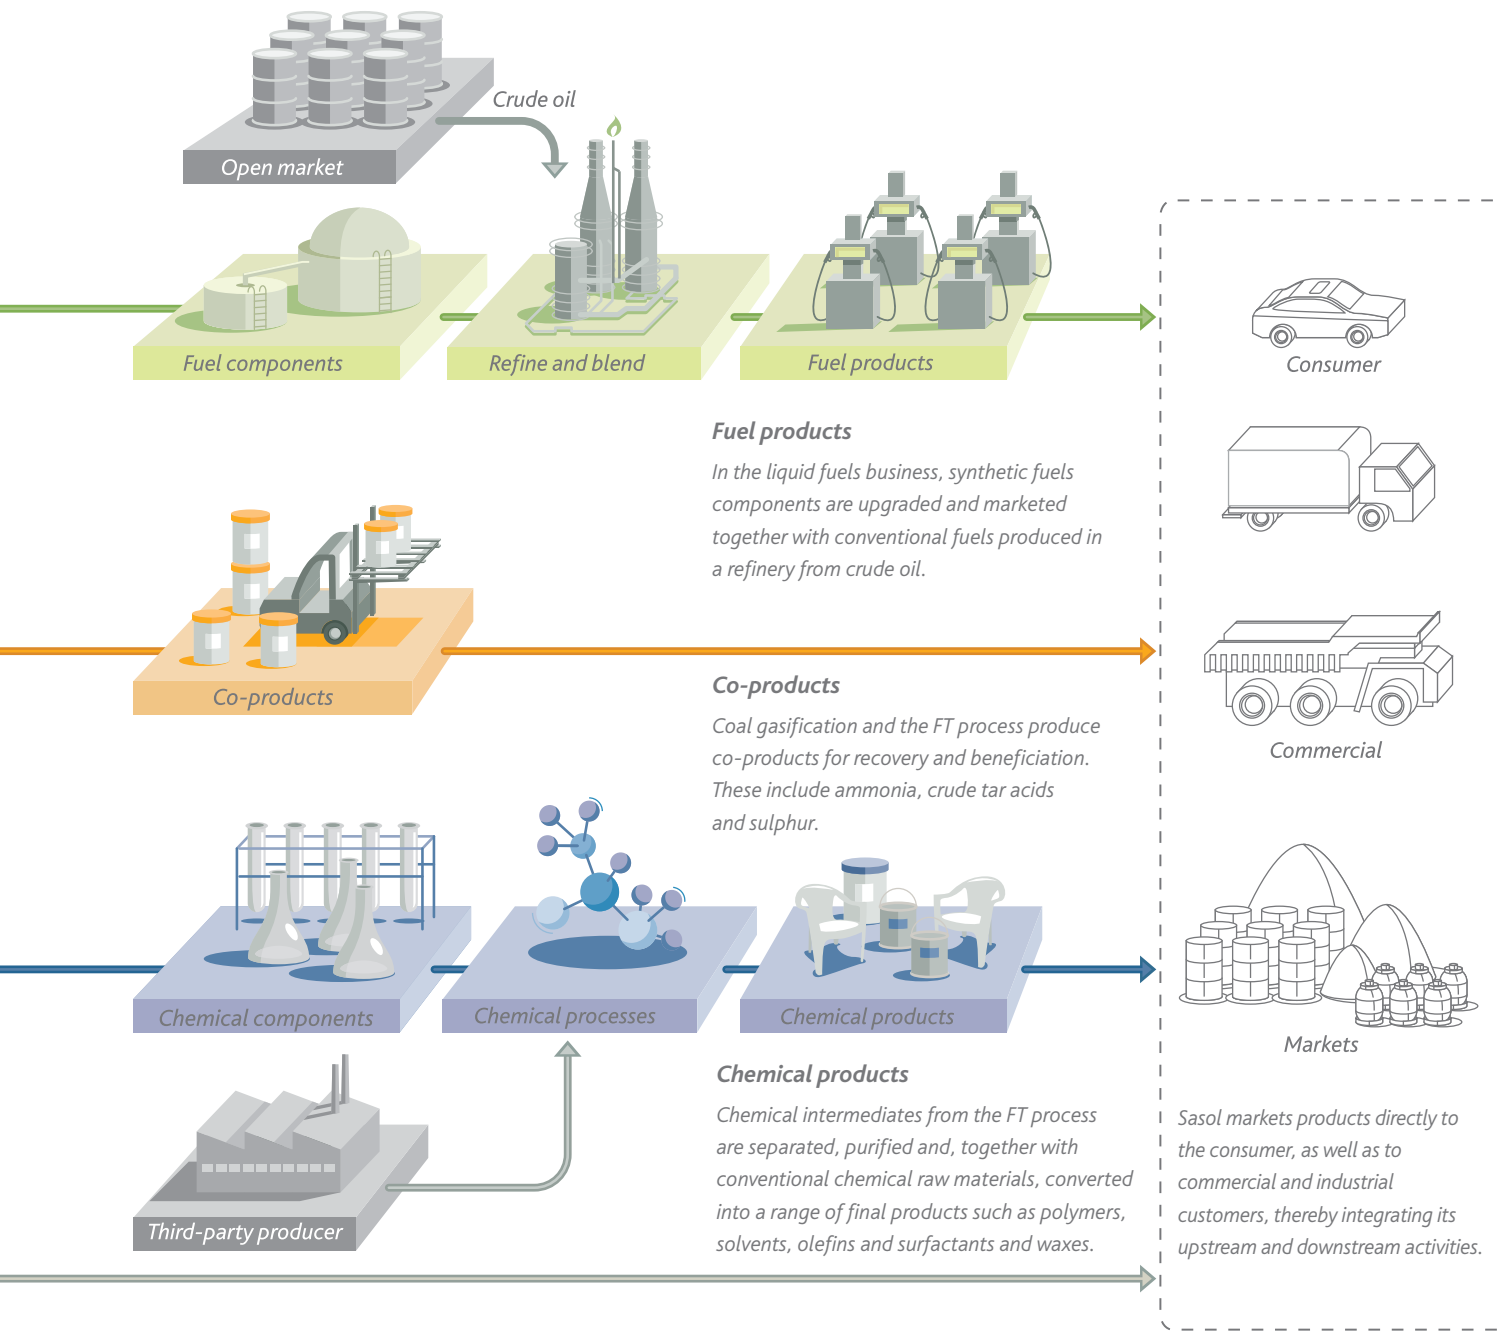 Crude oil
Open market
Fuel components
Refine and blend
Fuel products
Consumer
Fuel products
In the liquid fuels business, synthetic fuels
components are upgraded and marketed
together with conventional fuels produced in
a refinery from crude oil.
Co-products
Co-products
Coal gasification and the FT process produce
co-products for recovery and beneficiation.
These include ammonia, crude tar acids
and sulphur.
Commercial
Chemical components
Chemical processes
Chemical products
Markets
Third-party producer
Chemical products
Chemical intermediates from the FT process
are separated, purified and, together with
conventional chemical raw materials, converted
into a range of final products such as polymers,
solvents, olefins and surfactants and waxes.
Sasol markets products directly to
the consumer, as well as to
commercial and industrial
customers, thereby integrating its
upstream and downstream activities.